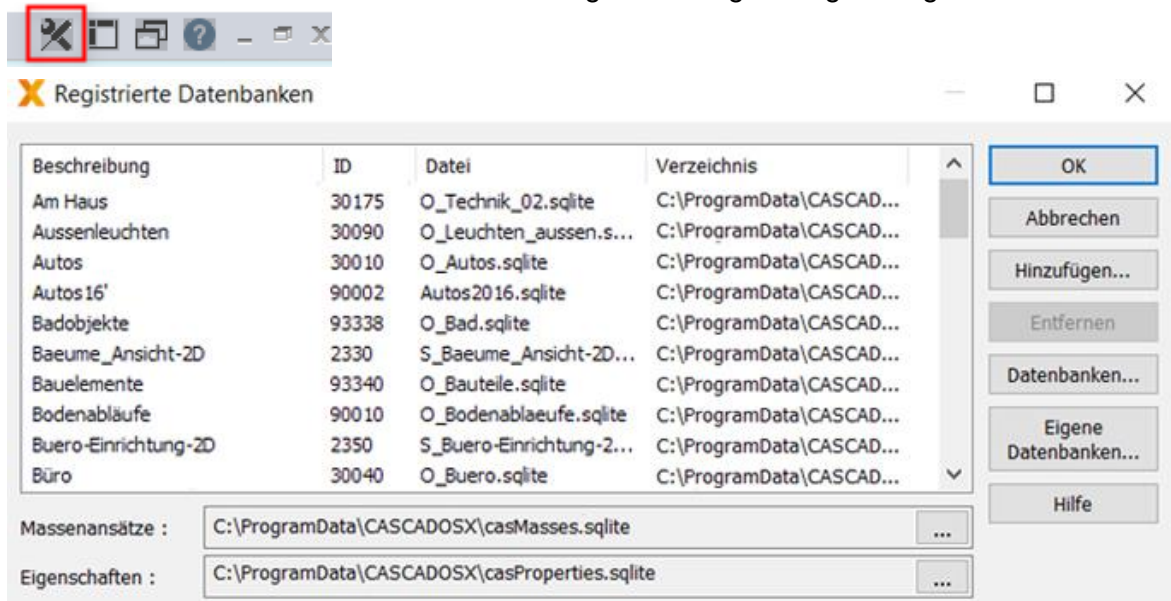 Registrierte Datenbanken
Beschreibung ID Datei Verzeichnis
Am Haus 30175 O_Technik_02.sqlite C:\ProgramData\CASCAD...
Aussenleuchten 30090 O_Leuchten_aussen.s... C:\ProgramData\CASCAD...
Autos 30010 O_Autos.sqlite C:\ProgramData\CASCAD...
Autos16' 90002 Autos2016.sqlite C:\ProgramData\CASCAD...
Badobjekte 93338 O_Bad.sqlite C:\ProgramData\CASCAD...
Baeume_Ansicht-2D 2330 S_Baeume_Ansicht-2D... C:\ProgramData\CASCAD...
Bauelemente 93340 O_Bauteile.sqlite C:\ProgramData\CASCAD...
Bodenabläufe 90010 O_Bodenablaeufe.sqlite C:\ProgramData\CASCAD...
Buero-Einrichtung-2D 2350 S_Buero-Einrichtung-2... C:\ProgramData\CASCAD...
Büro 30040 O_Buero.sqlite C:\ProgramData\CASCAD...
OK
Abbrechen
Hinzufügen...
Entfernen
Datenbanken...
Eigene
Datenbanken...
Hilfe
Massenansätze : C:\ProgramData\CASCADOSX\casMasses.sqlite ...
Eigenschaften : C:\ProgramData\CASCADOSX\casProperties.sqlite ...